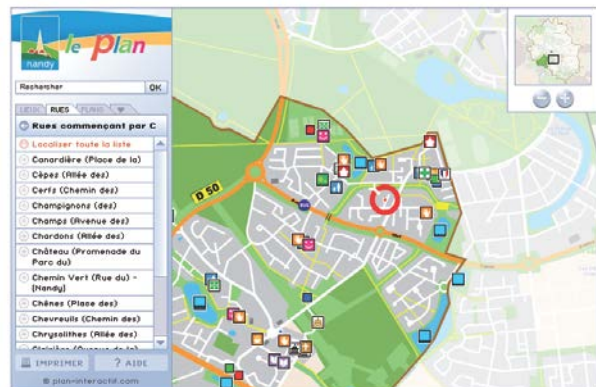 le plan
nandy
Rechercher OK
LIEUX RUES PLANS
Rues commençant par C
Localiser toute la liste
Canardière (Place de la)
Cèpes (Allée des)
Cerfs (Chemin des)
Champignons (des)
Champs (Avenue des)
Chardons (Allée des)
Château (Promenade du
Parc du)
Chemin Vert (Rue du) -
(Nandy)
Chênes (Place des)
Chevreuils (Chemin des)
Chrysolithes (Allée des)
IMPRIMER ? AIDE
plan-interactif.com
D 50